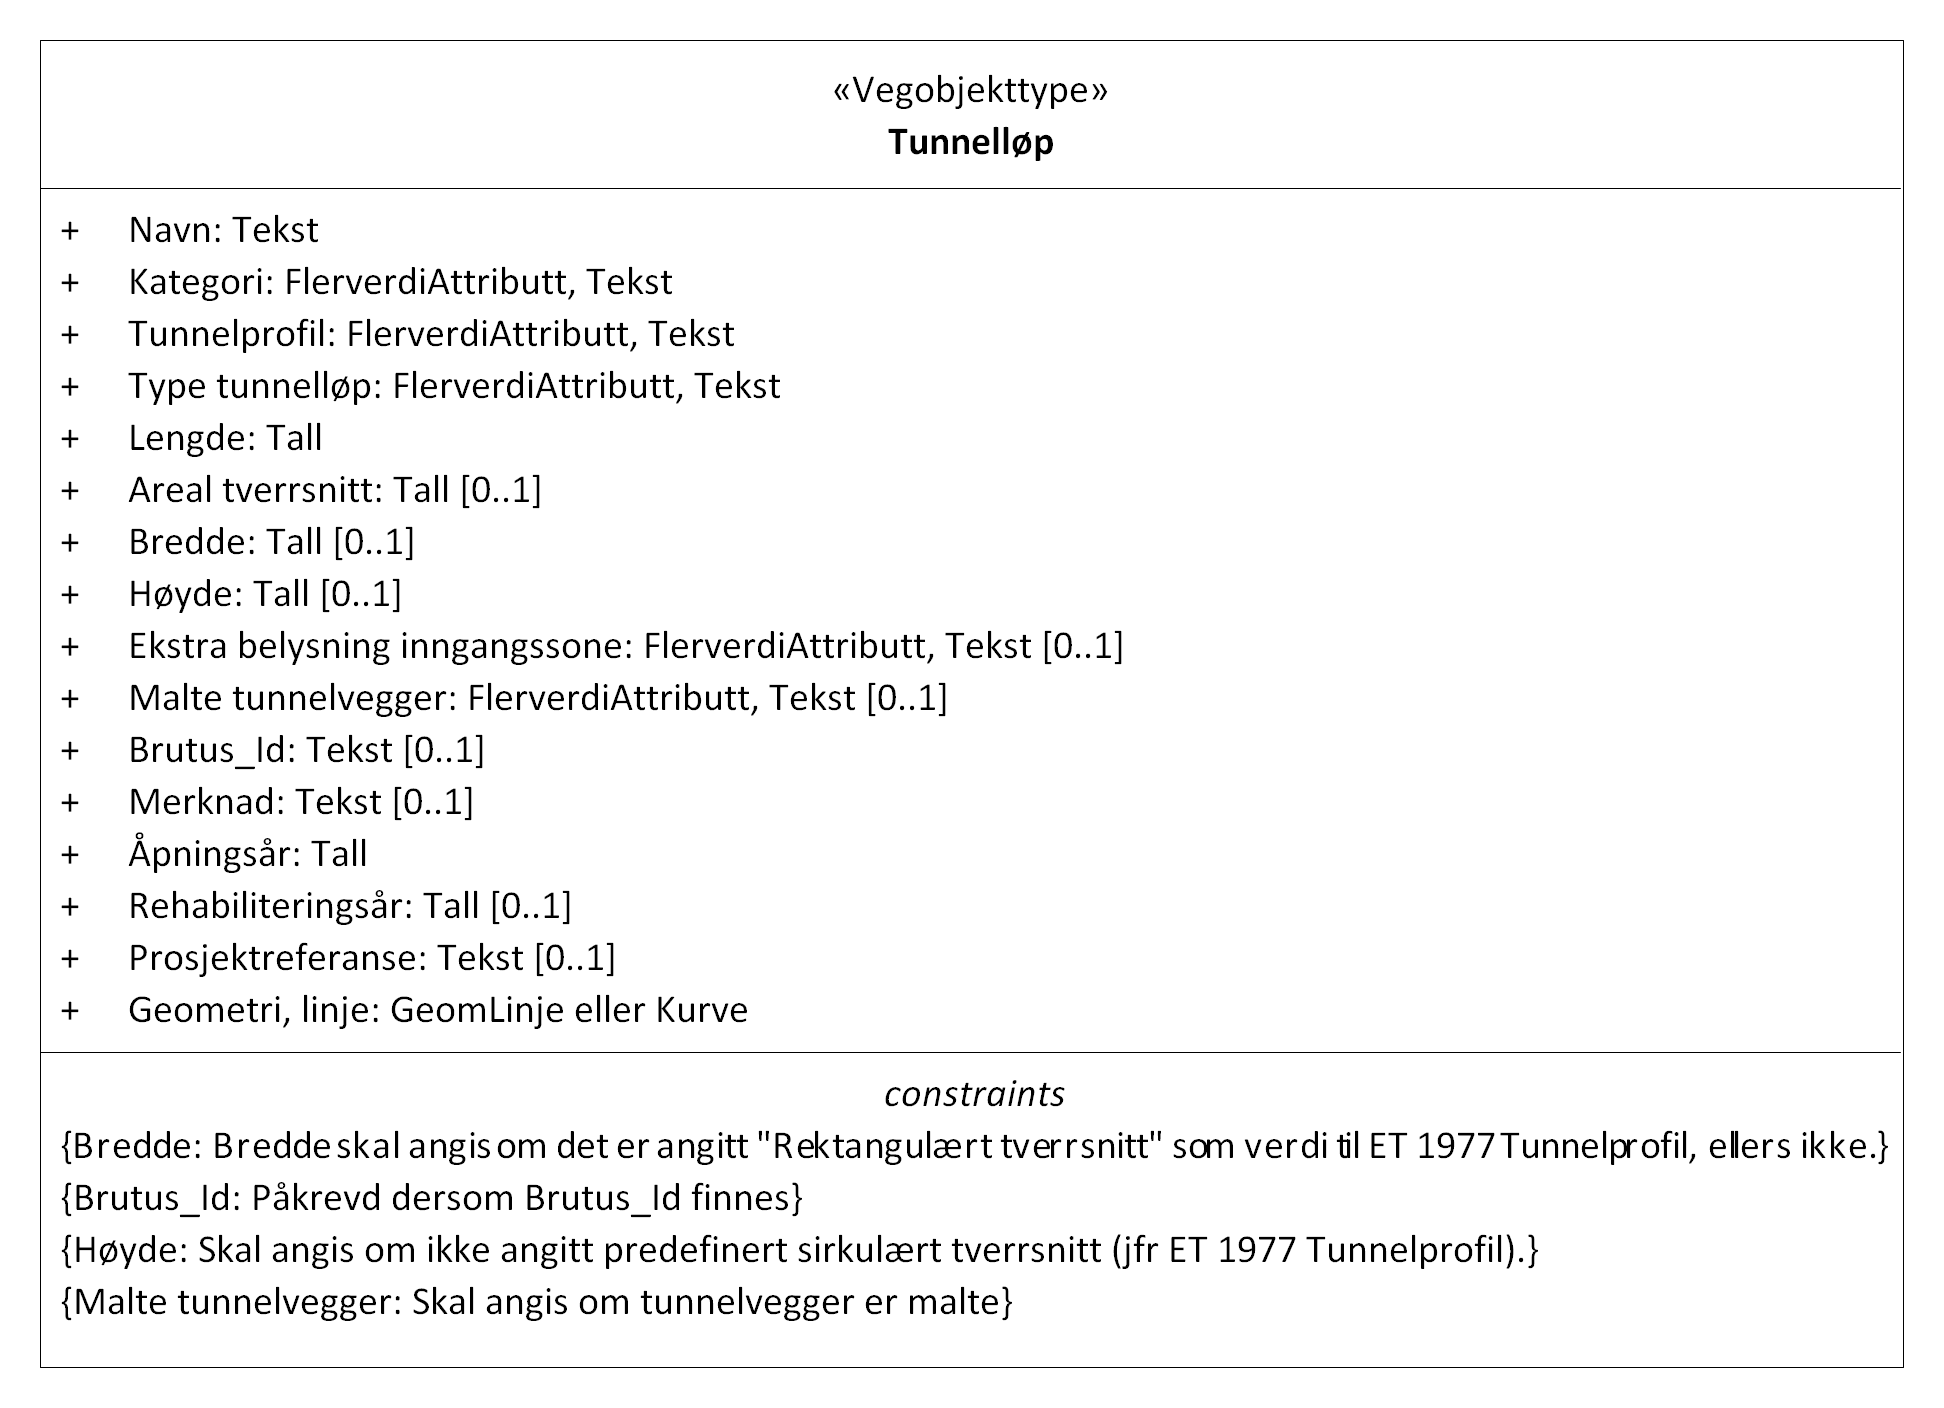 «Vegobjekttype»
Tunnelløp
+ Navn: Tekst
+ Kategori: FlerverdiAttributt, Tekst
+ Tunnelprofil: FlerverdiAttributt, Tekst
+ Type tunnelløp: FlerverdiAttributt, Tekst
+ Lengde: Tall
+ Areal tverrsnitt: Tall [0..1]
+ Bredde: Tall [0..1]
+ Høyde: Tall [0..1]
+ Ekstra belysning inngangssone: FlerverdiAttributt, Tekst [0..1]
+ Malte tunnelvegger: FlerverdiAttributt, Tekst [0..1]
+ Brutus_Id: Tekst [0..1]
+ Merknad: Tekst [0..1]
+ Åpningsår: Tall
+ Rehabiliteringsår: Tall [0..1]
+ Prosjektreferanse: Tekst [0..1]
+ Geometri, linje: GeomLinje eller Kurve
constraints
{Bredde: Bredde skal angis om det er angitt "Rektangulært tverrsnitt" som verdi til ET 1977 Tunnelprofil, ellers ikke.}
{Brutus_Id: Påkrevd dersom Brutus_Id finnes}
{Høyde: Skal angis om ikke angitt predefinert sirkulært tverrsnitt (jfr ET 1977 Tunnelprofil).}
{Malte tunnelvegger: Skal angis om tunnelvegger er malte}